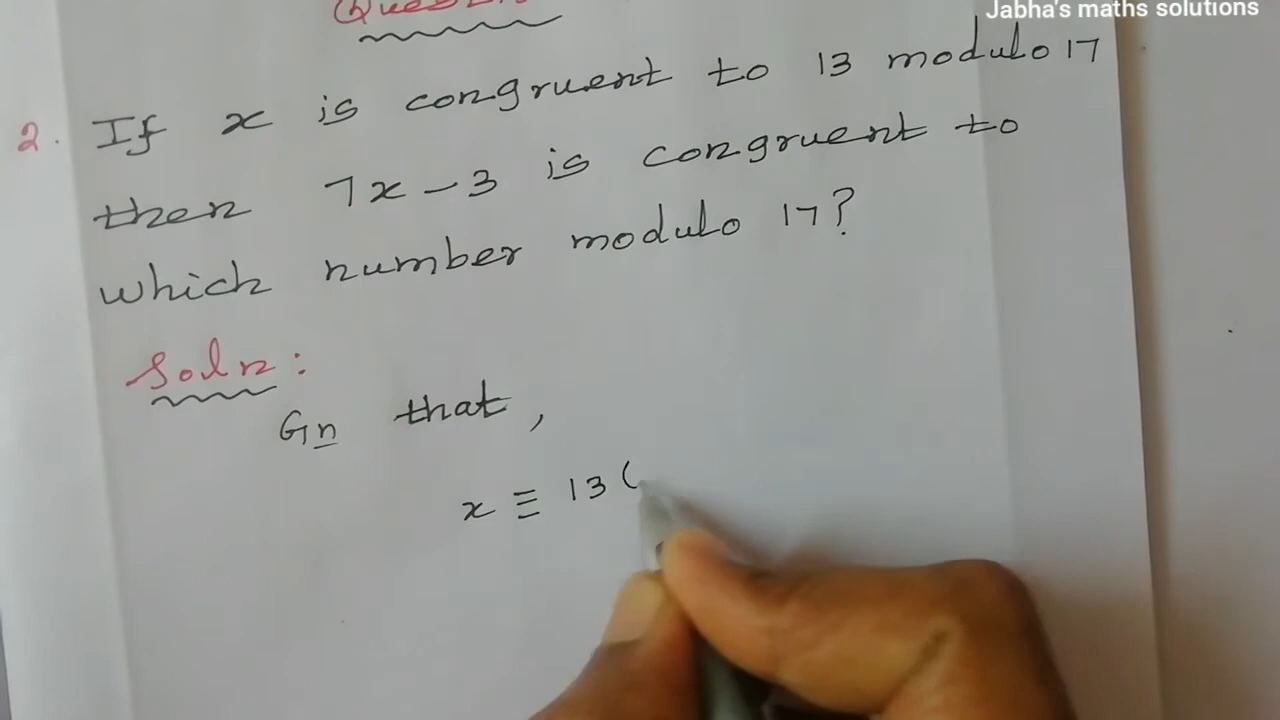 Jabha's maths solutions
2. If x is congruent to 13 modulo 17
then 7x-3 is congruent to
which number modulo 17?
Soln:
Gn that,
x ≡ 13 (